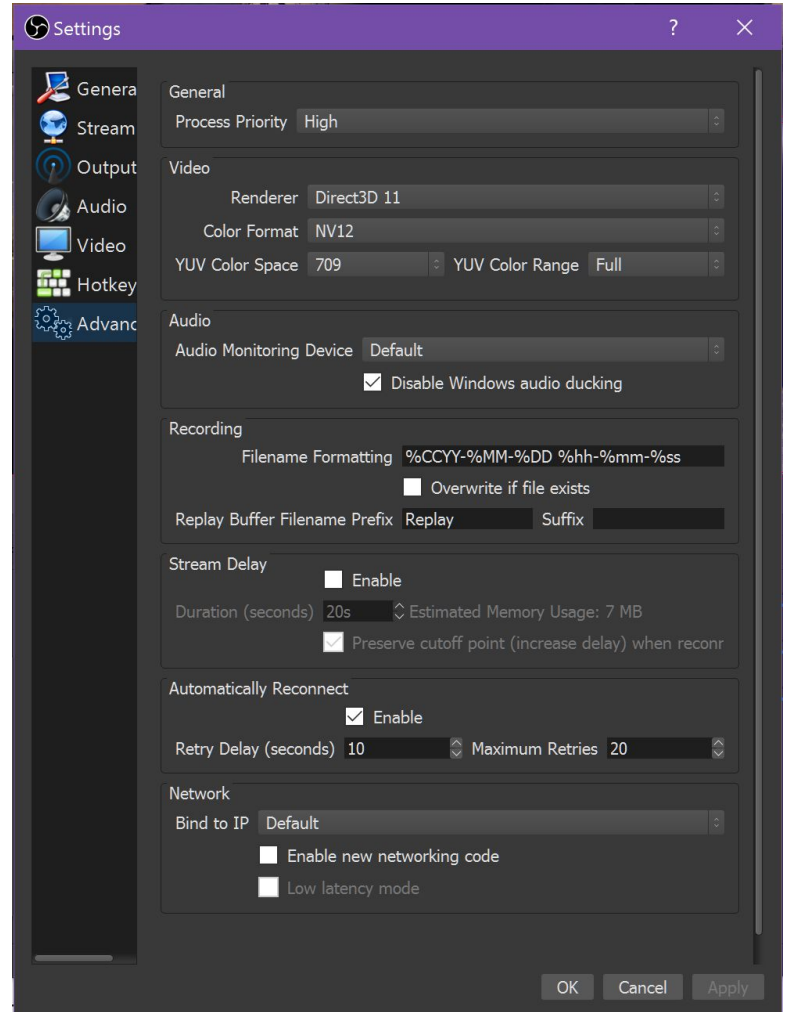 Settings
?
Genera
Stream
Output
Audio
Video
Hotkey
Advanc
General
Process Priority High
Video
Renderer Direct3D 11
Color Format NV12
YUV Color Space 709 YUV Color Range Full
Audio
Audio Monitoring Device Default
Disable Windows audio ducking
Recording
Filename Formatting %CCYY-%MM-%DD %hh-%mm-%ss
Overwrite if file exists
Replay Buffer Filename Prefix Replay Suffix
Stream Delay
Enable
Duration (seconds) 20s Estimated Memory Usage: 7 MB
Preserve cutoff point (increase delay) when reconr
Automatically Reconnect
Enable
Retry Delay (seconds) 10 Maximum Retries 20
Network
Bind to IP Default
Enable new networking code
Low latency mode
OK Cancel Apply